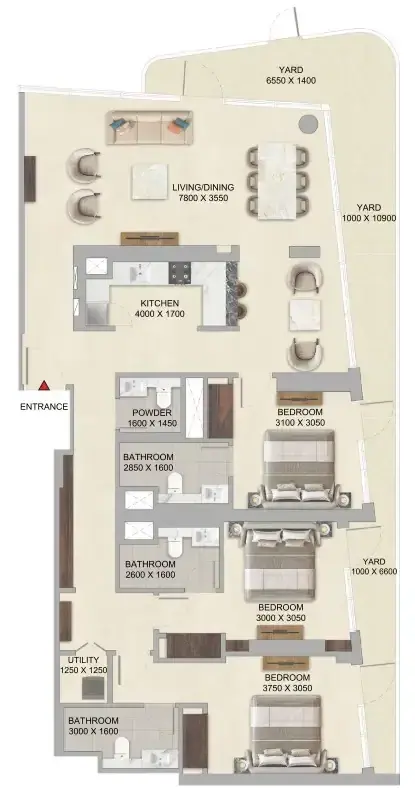 YARD
6550 X 1400
LIVING/DINING
7800 X 3550
YARD
1000 X 10900
KITCHEN
4000 X 1700
ENTRANCE
POWDER
1600 X 1450
BEDROOM
3100 X 3050
BATHROOM
2850 X 1600
BATHROOM
2600 X 1600
YARD
1000 X 6600
BEDROOM
3000 X 3050
UTILITY
1250 X 1250
BEDROOM
3750 X 3050
BATHROOM
3000 X 1600